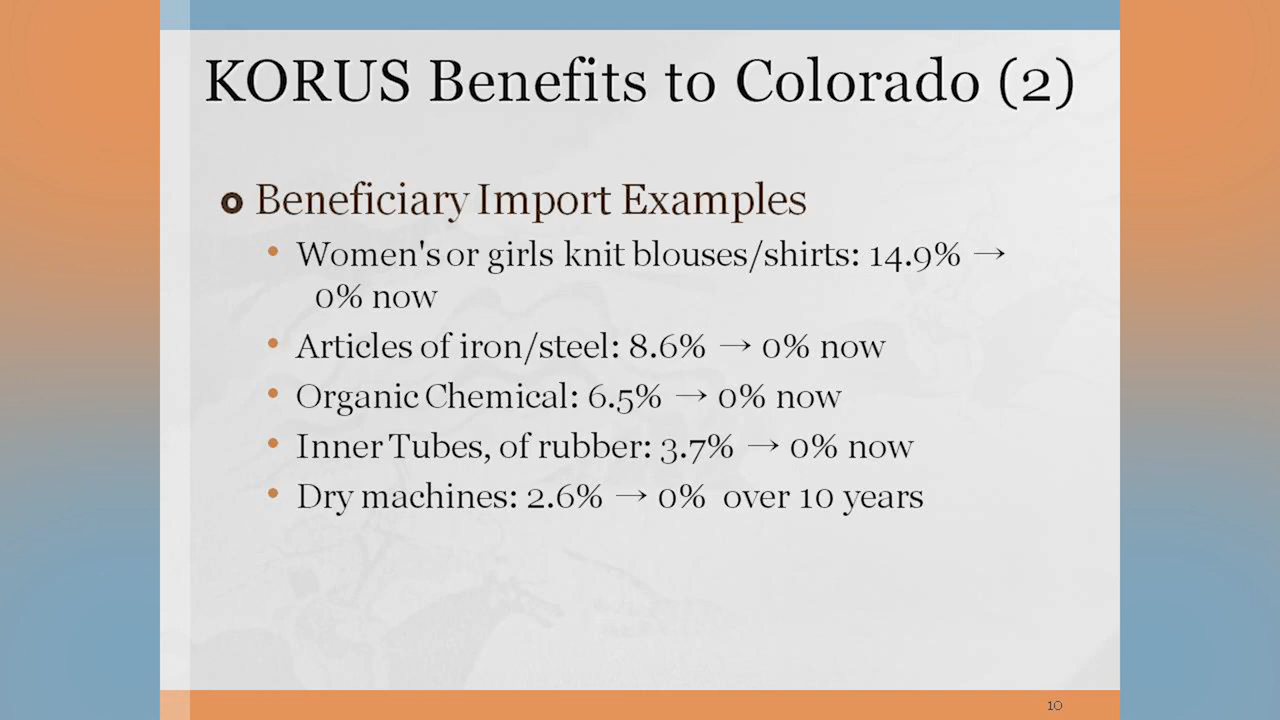 KORUS Benefits to Colorado (2)
Beneficiary Import Examples
• Women's or girls knit blouses/shirts: 14.9% →
0% now
• Articles of iron/steel: 8.6% → 0% now
• Organic Chemical: 6.5% → 0% now
• Inner Tubes, of rubber: 3.7% → 0% now
• Dry machines: 2.6% → 0% over 10 years
10